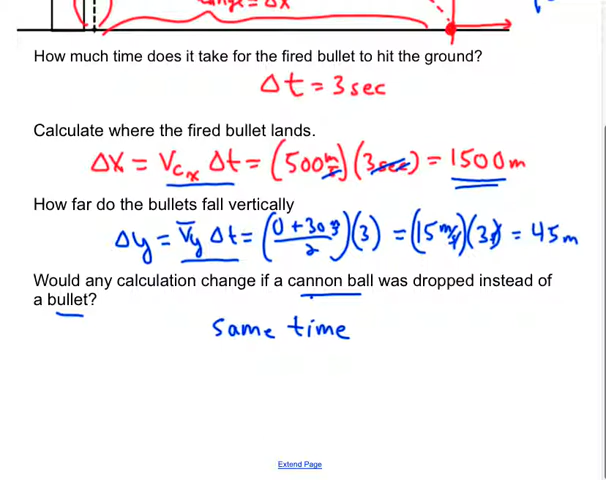 = Δx
How much time does it take for the fired bullet to hit the ground?
Δt = 3 sec
Calculate where the fired bullet lands.
Δx = Vcx Δt = (500 m/s)(3 sec) = 1500 m
How far do the bullets fall vertically
Δy = V̄y Δt = (0 + 30 / 2)(3) = (15 m/s)(3s) = 45 m
Would any calculation change if a cannon ball was dropped instead of
a bullet?
same time
Extend Page